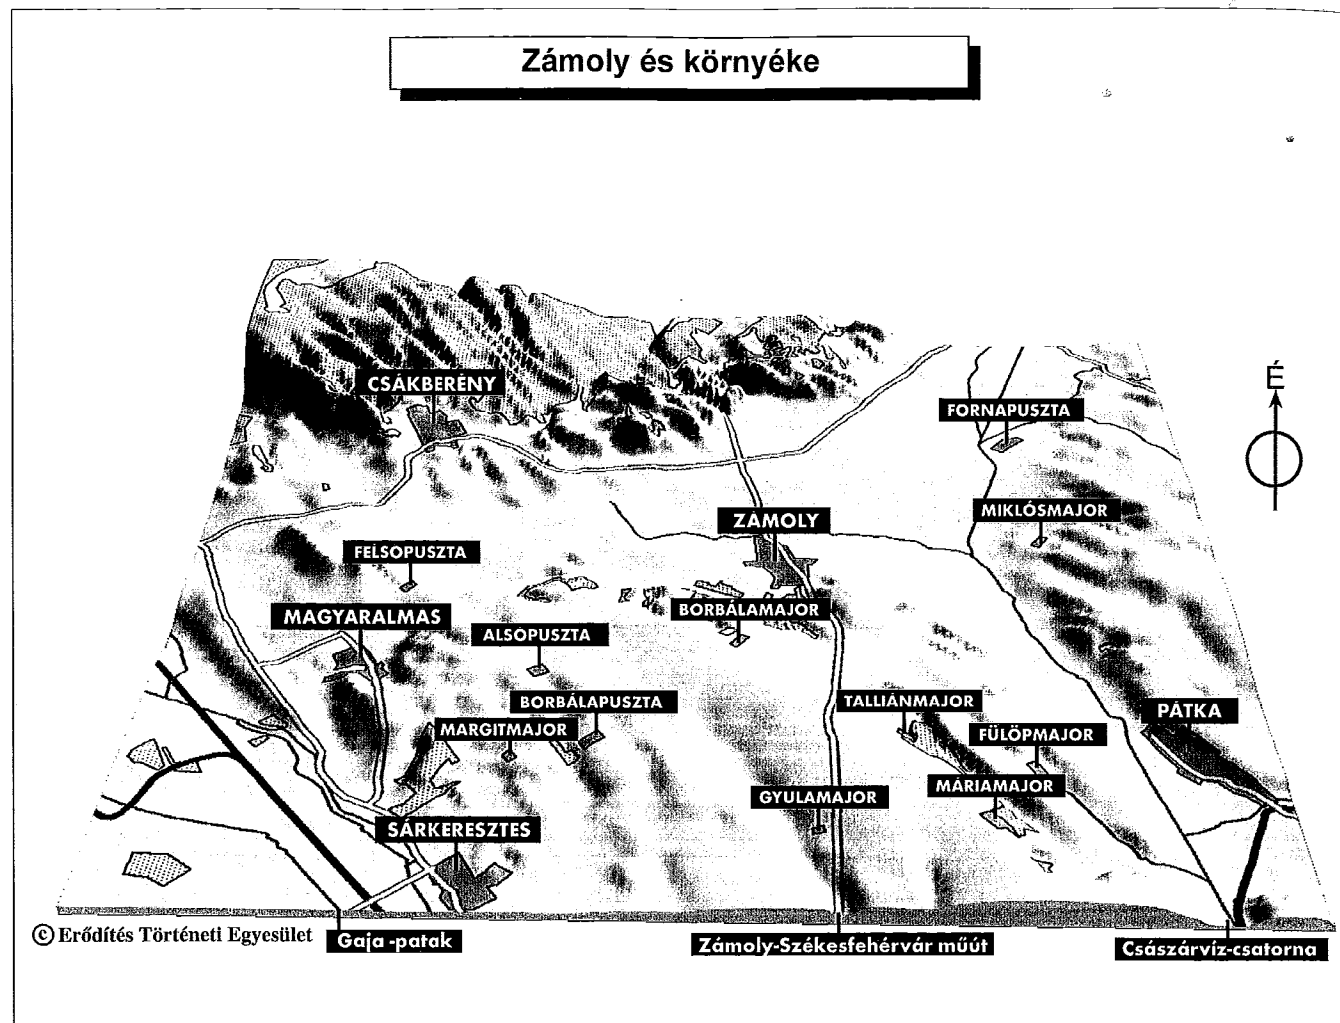 Zámoly és környéke
CSÁKBERÉNY
É
FORNAPUSZTA
MIKLÓSMAJOR
ZÁMOLY
FELSOPUSZTA
MAGYARALMAS
BORBÁLAMAJOR
ALSOPUSZTA
BORBÁLAPUSZTA
TALLIÁNMAJOR
PÁTKA
MARGITMAJOR
FÜLÖPMAJOR
MÁRIAMAJOR
GYULAMAJOR
SÁRKERESZTES
© Erődítés Történeti Egyesület
Gaja -patak
Zámoly-Székesfehérvár műút
Császárvíz-csatorna